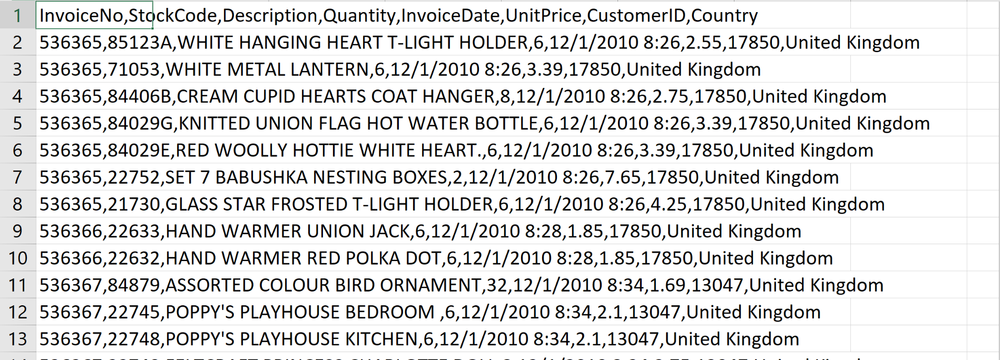 1 InvoiceNo,StockCode,Description,Quantity,InvoiceDate,UnitPrice,CustomerID,Country
2 536365,85123A,WHITE HANGING HEART T-LIGHT HOLDER,6,12/1/2010 8:26,2.55,17850,United Kingdom
3 536365,71053,WHITE METAL LANTERN,6,12/1/2010 8:26,3.39,17850,United Kingdom
4 536365,84406B,CREAM CUPID HEARTS COAT HANGER,8,12/1/2010 8:26,2.75,17850,United Kingdom
5 536365,84029G,KNITTED UNION FLAG HOT WATER BOTTLE,6,12/1/2010 8:26,3.39,17850,United Kingdom
6 536365,84029E,RED WOOLLY HOTTIE WHITE HEART.,6,12/1/2010 8:26,3.39,17850,United Kingdom
7 536365,22752,SET 7 BABUSHKA NESTING BOXES,2,12/1/2010 8:26,7.65,17850,United Kingdom
8 536365,21730,GLASS STAR FROSTED T-LIGHT HOLDER,6,12/1/2010 8:26,4.25,17850,United Kingdom
9 536366,22633,HAND WARMER UNION JACK,6,12/1/2010 8:28,1.85,17850,United Kingdom
10 536366,22632,HAND WARMER RED POLKA DOT,6,12/1/2010 8:28,1.85,17850,United Kingdom
11 536367,84879,ASSORTED COLOUR BIRD ORNAMENT,32,12/1/2010 8:34,1.69,13047,United Kingdom
12 536367,22745,POPPY'S PLAYHOUSE BEDROOM ,6,12/1/2010 8:34,2.1,13047,United Kingdom
13 536367,22748,POPPY'S PLAYHOUSE KITCHEN,6,12/1/2010 8:34,2.1,13047,United Kingdom